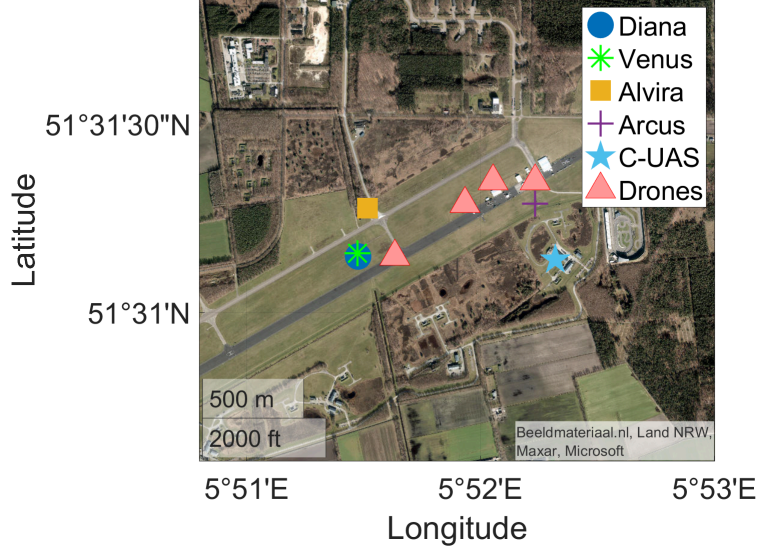 Diana
Venus
Alvira
Arcus
C-UAS
Drones
51°31'30"N
51°31'N
Latitude
500 m
2000 ft
Beeldmateriaal.nl, Land NRW,
Maxar, Microsoft
5°51'E
5°52'E
5°53'E
Longitude